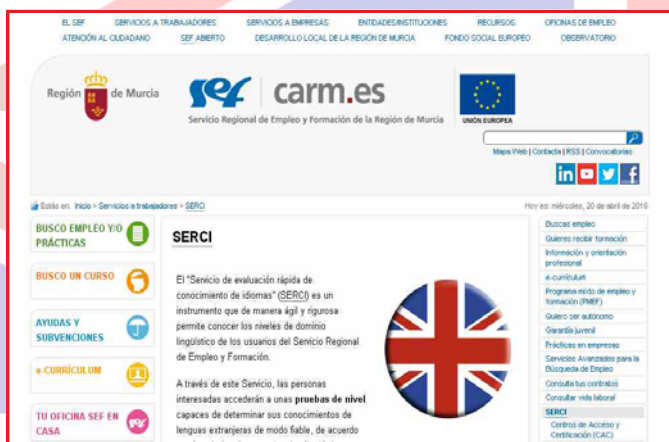 EL SEF SERVICIOS A TRABAJADORES SERVICIOS A EMPRESAS ENTIDADES/INSTITUCIONES RECURSOS OFICINAS DE EMPLEO
ATENCIÓN AL CIUDADANO SEF ABIERTO DESARROLLO LOCAL DE LA REGIÓN DE MURCIA FONDO SOCIAL EUROPEO OBSERVATORIO
Región de Murcia
sef carm.es
Servicio Regional de Empleo y Formación de la Región de Murcia
UNIÓN EUROPEA
Mapa Web | Contacta | RSS | Convocatorias
Estás en: Inicio > Servicios a trabajadores > SERCI
Hoy es: miércoles, 20 de abril de 2016
BUSCO EMPLEO Y/O
PRÁCTICAS
BUSCO UN CURSO
AYUDAS Y
SUBVENCIONES
e-CURRÍCULUM
TU OFICINA SEF EN
CASA
SERCI
El "Servicio de evaluación rápida de
conocimiento de idiomas" (SERCI) es un
instrumento que de manera ágil y rigurosa
permite conocer los niveles de dominio
lingüístico de los usuarios del Servicio Regional
de Empleo y Formación.
A través de este Servicio, las personas
interesadas accederán a unas pruebas de nivel
capaces de determinar sus conocimientos de
lenguas extranjeras de modo fiable, de acuerdo
Buscas empleo
Quieres recibir formación
Información y orientación
profesional
e-currículum
Programa mixto de empleo y
formación (PMEF)
Quiero ser autónomo
Garantía juvenil
Prácticas en empresas
Servicios Avanzados para la
Búsqueda de Empleo
Consulta tus contratos
Consultar vida laboral
SERCI
Centros de Acceso y
Certificación (CAC)